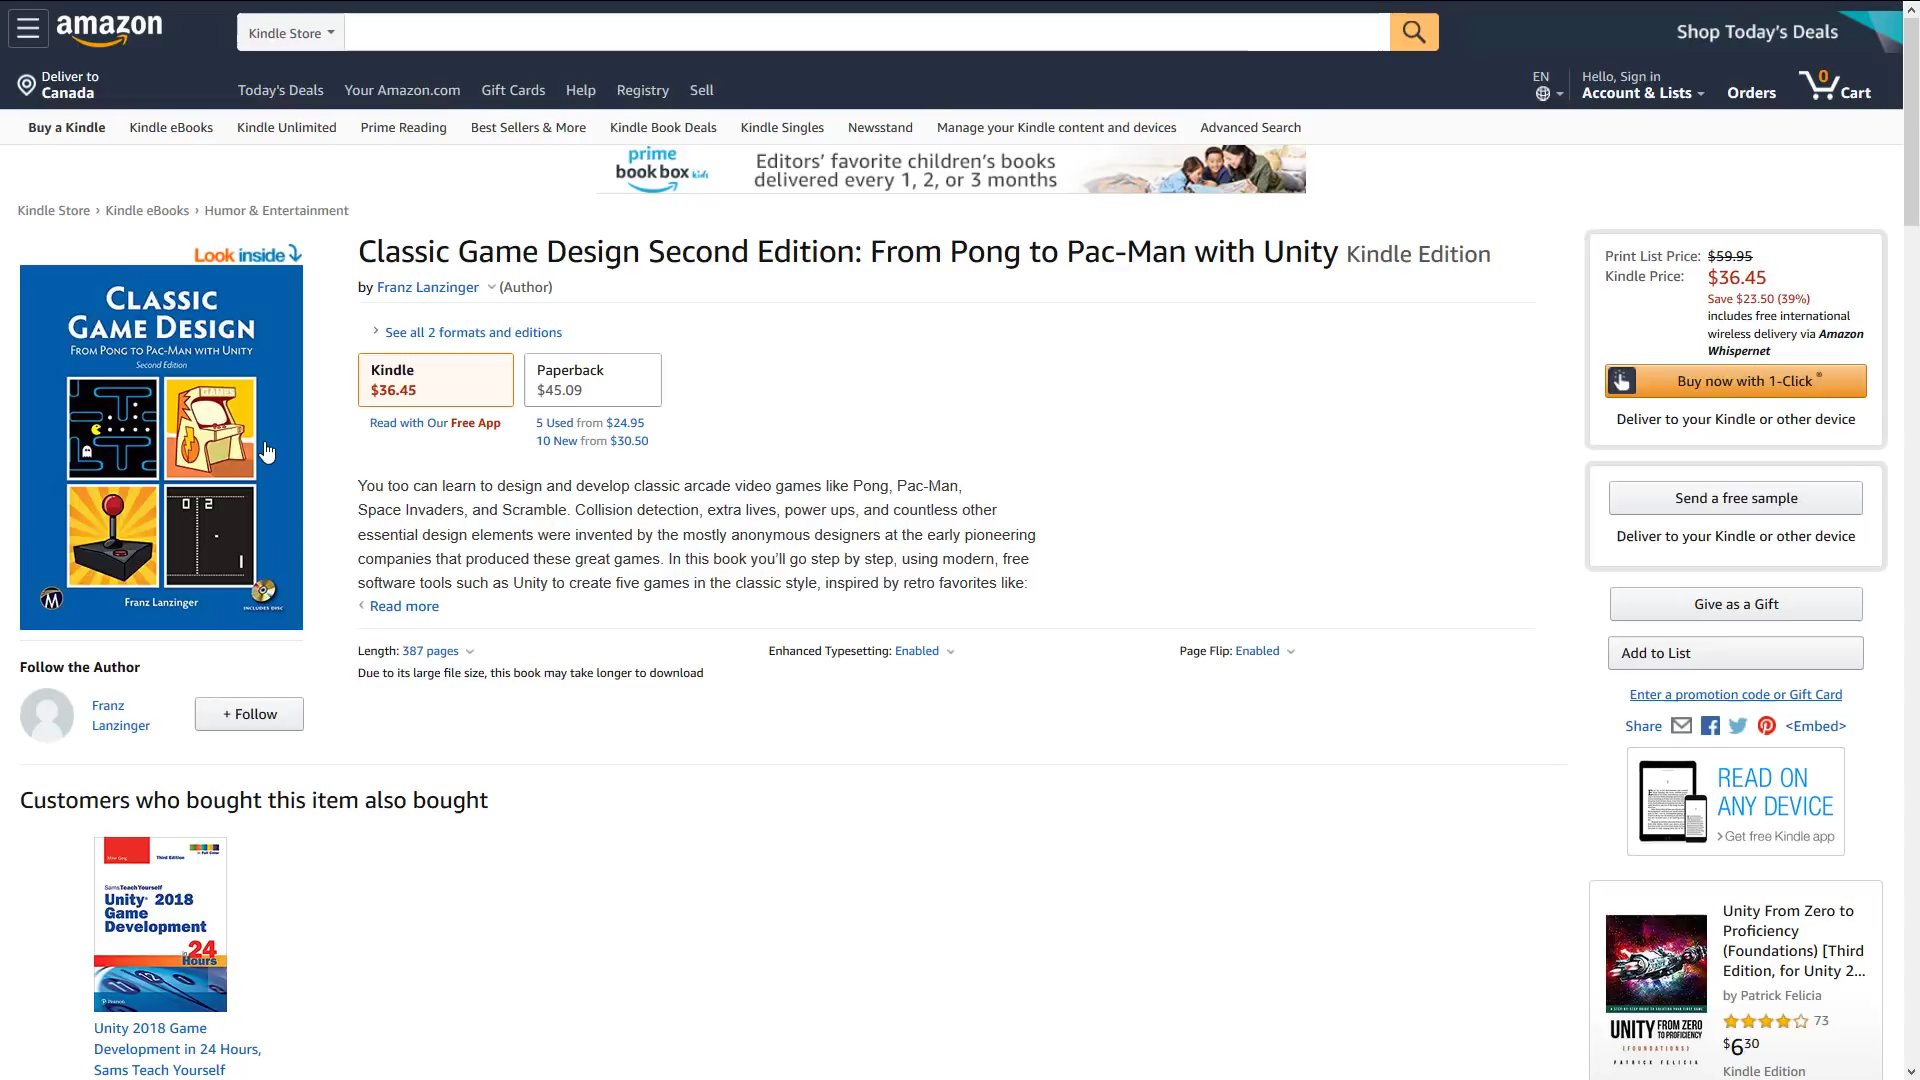 amazon
Kindle Store
Shop Today's Deals
Deliver to
Canada
Today's Deals
Your Amazon.com
Gift Cards
Help
Registry
Sell
EN
Hello, Sign in
Account & Lists
Orders
0
Cart
Buy a Kindle
Kindle eBooks
Kindle Unlimited
Prime Reading
Best Sellers & More
Kindle Book Deals
Kindle Singles
Newsstand
Manage your Kindle content and devices
Advanced Search
prime
book box kids
Editors' favorite children's books
delivered every 1, 2, or 3 months
Kindle Store › Kindle eBooks › Humor & Entertainment
Look inside
CLASSIC
GAME DESIGN
FROM PONG TO PAC-MAN WITH UNITY
Second Edition
GAMES
0 2
M
Franz Lanzinger
INCLUDES DISC
Classic Game Design Second Edition: From Pong to Pac-Man with Unity Kindle Edition
by Franz Lanzinger (Author)
See all 2 formats and editions
Kindle
$36.45
Paperback
$45.09
Read with Our Free App
5 Used from $24.95
10 New from $30.50
You too can learn to design and develop classic arcade video games like Pong, Pac-Man,
Space Invaders, and Scramble. Collision detection, extra lives, power ups, and countless other
essential design elements were invented by the mostly anonymous designers at the early pioneering
companies that produced these great games. In this book you'll go step by step, using modern, free
software tools such as Unity to create five games in the classic style, inspired by retro favorites like:
Read more
Length: 387 pages
Enhanced Typesetting: Enabled
Page Flip: Enabled
Due to its large file size, this book may take longer to download
Print List Price: $59.95
Kindle Price: $36.45
Save $23.50 (39%)
includes free international
wireless delivery via Amazon
Whispernet
Buy now with 1-Click ®
Deliver to your Kindle or other device
Send a free sample
Deliver to your Kindle or other device
Give as a Gift
Add to List
Enter a promotion code or Gift Card
Share <Embed>
READ ON
ANY DEVICE
› Get free Kindle app
Follow the Author
Franz
Lanzinger
+ Follow
Customers who bought this item also bought
Third Edition
SamsTeachYourself
Unity 2018
Game
Development
24
Hours
Pearson
Unity 2018 Game
Development in 24 Hours,
Sams Teach Yourself
UNITY FROM ZERO
TO PROFICIENCY
(FOUNDATIONS)
PATRICK FELICIA
Unity From Zero to
Proficiency
(Foundations) [Third
Edition, for Unity 2...
by Patrick Felicia
73
$6 30
Kindle Edition